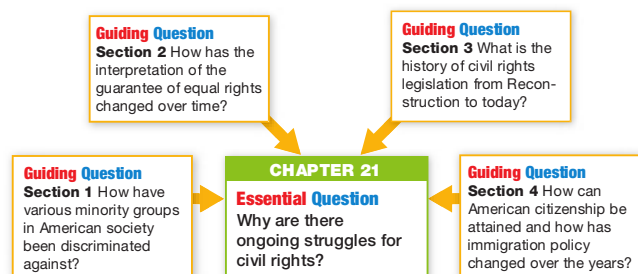 Guiding Question
Section 2 How has the
interpretation of the
guarantee of equal rights
changed over time?
Guiding Question
Section 3 What is the
history of civil rights
legislation from Recon-
struction to today?
Guiding Question
Section 1 How have
various minority groups
in American society
been discriminated
against?
CHAPTER 21
Essential Question
Why are there
ongoing struggles for
civil rights?
Guiding Question
Section 4 How can
American citizenship be
attained and how has
immigration policy
changed over the years?